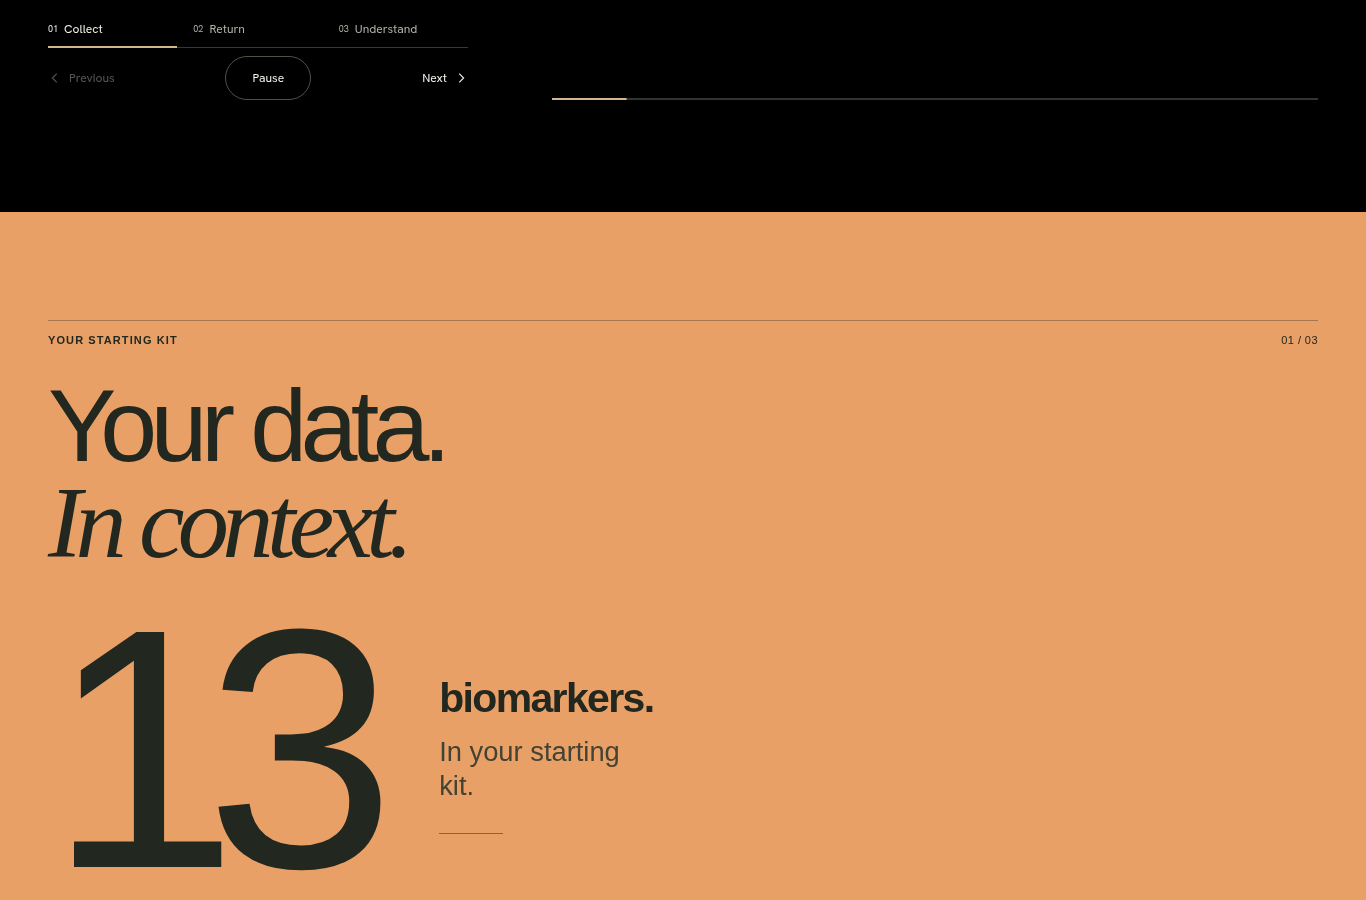 01 Collect
02 Return
03 Understand
Previous
Pause
Next
YOUR STARTING KIT
01 / 03
Your data.
In context.
13
biomarkers.
In your starting
kit.